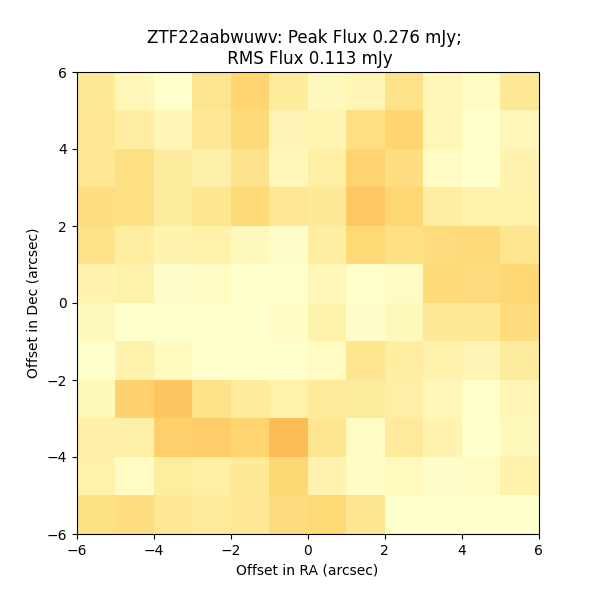 ZTF22aabwuwv: Peak Flux 0.276 mJy;
RMS Flux 0.113 mJy
6
4
2
0
−2
−4
−6
Offset in Dec (arcsec)
−6 −4 −2 0 2 4 6
Offset in RA (arcsec)